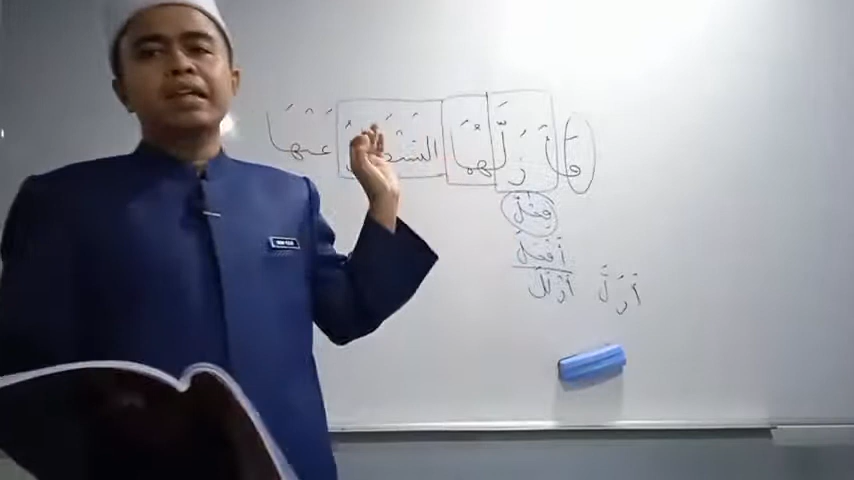 فَأَزَلَّهُمَا الشَّيْطَانُ عَنْهَا
فِعْلٌ
أَفْعَلَ
أَزْلَلَ أَزَلَّ